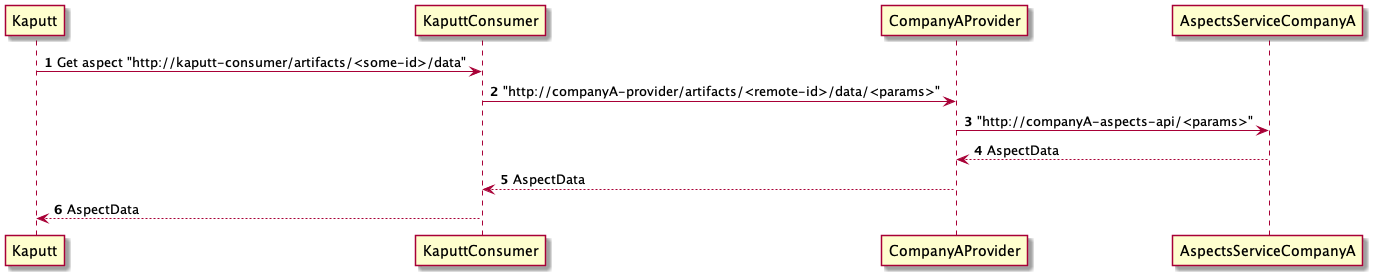 Kaputt KaputtConsumer CompanyAProvider AspectsServiceCompanyA
1 Get aspect "http://kaputt-consumer/artifacts/<some-id>/data"
2 "http://companyA-provider/artifacts/<remote-id>/data/<params>"
3 "http://companyA-aspects-api/<params>"
4 AspectData
5 AspectData
6 AspectData
Kaputt KaputtConsumer CompanyAProvider AspectsServiceCompanyA